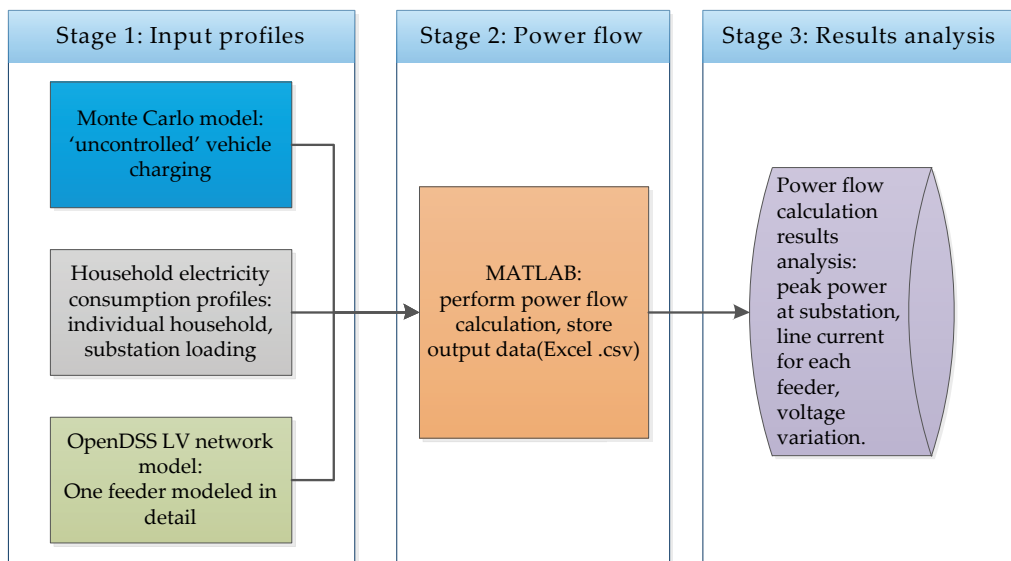 Stage 1: Input profiles
Monte Carlo model:
‘uncontrolled’ vehicle
charging
Household electricity
consumption profiles:
individual household,
substation loading
OpenDSS LV network
model:
One feeder modeled in
detail
Stage 2: Power flow
MATLAB:
perform power flow
calculation, store
output data(Excel .csv)
Stage 3: Results analysis
Power flow
calculation
results
analysis:
peak power
at substation,
line current
for each
feeder,
voltage
variation.